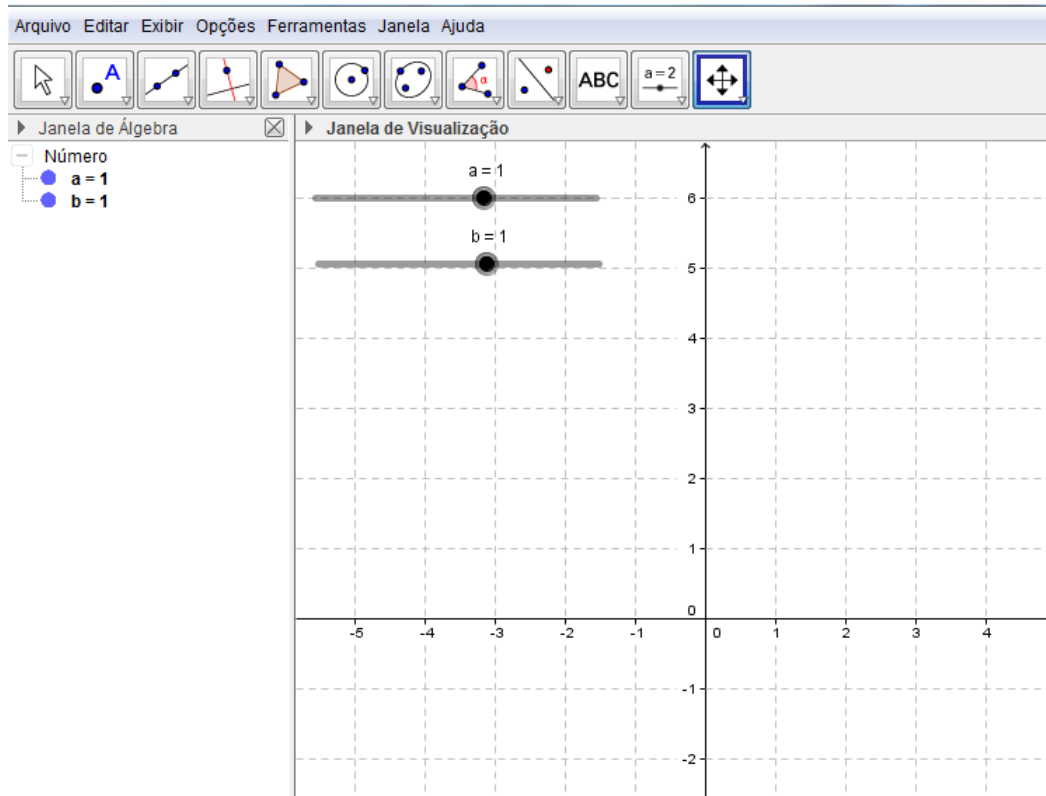 Arquivo Editar Exibir Opções Ferramentas Janela Ajuda
A
α
ABC
a=2
Janela de Álgebra
Janela de Visualização
Número
a = 1
b = 1
a = 1
b = 1
6
5
4
3
2
1
0
-5 -4 -3 -2 -1 0 1 2 3 4
-1
-2